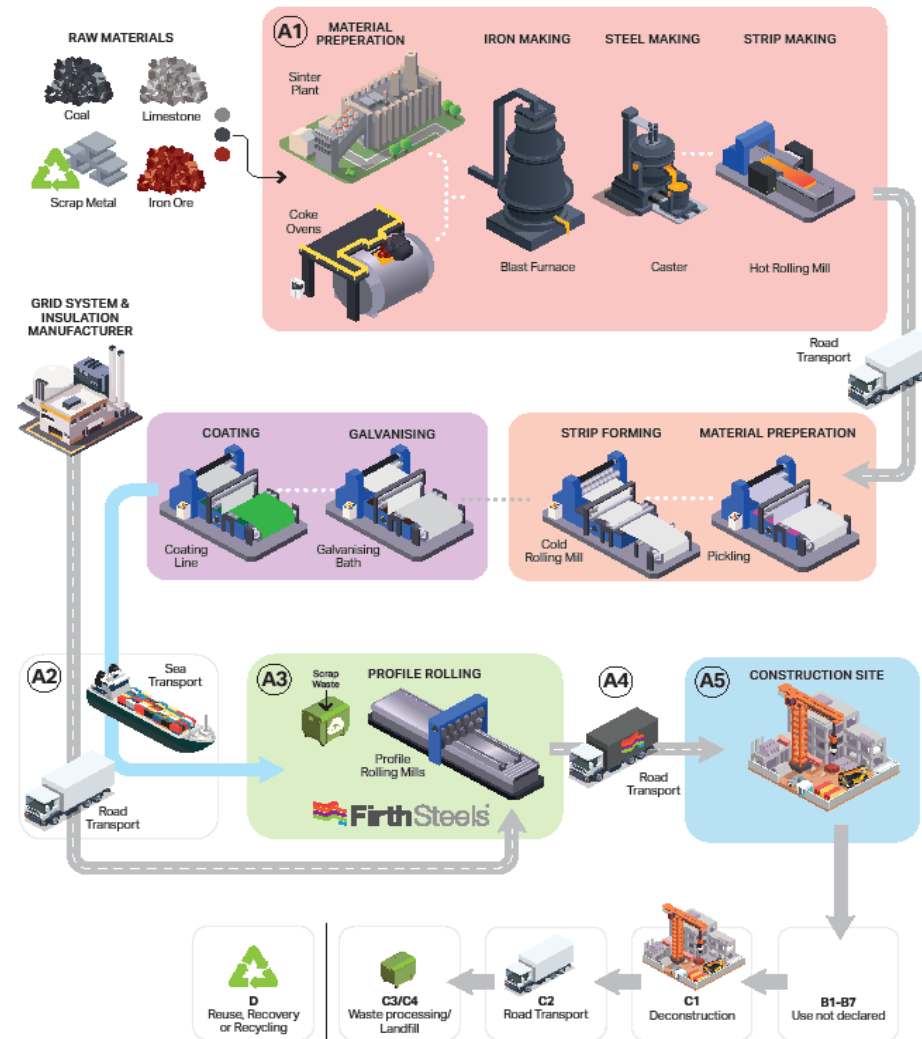 RAW MATERIALS
Coal
Limestone
Scrap Metal
Iron Ore
A1
MATERIAL
PREPERATION
IRON MAKING
STEEL MAKING
STRIP MAKING
Sinter
Plant
Coke
Ovens
Blast Furnace
Caster
Hot Rolling Mill
GRID SYSTEM &
INSULATION
MANUFACTURER
Road
Transport
COATING
GALVANISING
STRIP FORMING
MATERIAL PREPERATION
Coating
Line
Galvanising
Bath
Cold
Rolling Mill
Pickling
A2
Sea
Transport
Road
Transport
A3
Scrap
Waste
PROFILE ROLLING
Profile
Rolling Mills
FirthSteels
A4
Road
Transport
A5
CONSTRUCTION SITE
D
Reuse, Recovery
or Recycling
C3/C4
Waste processing/
Landfill
C2
Road Transport
C1
Deconstruction
B1-B7
Use not declared